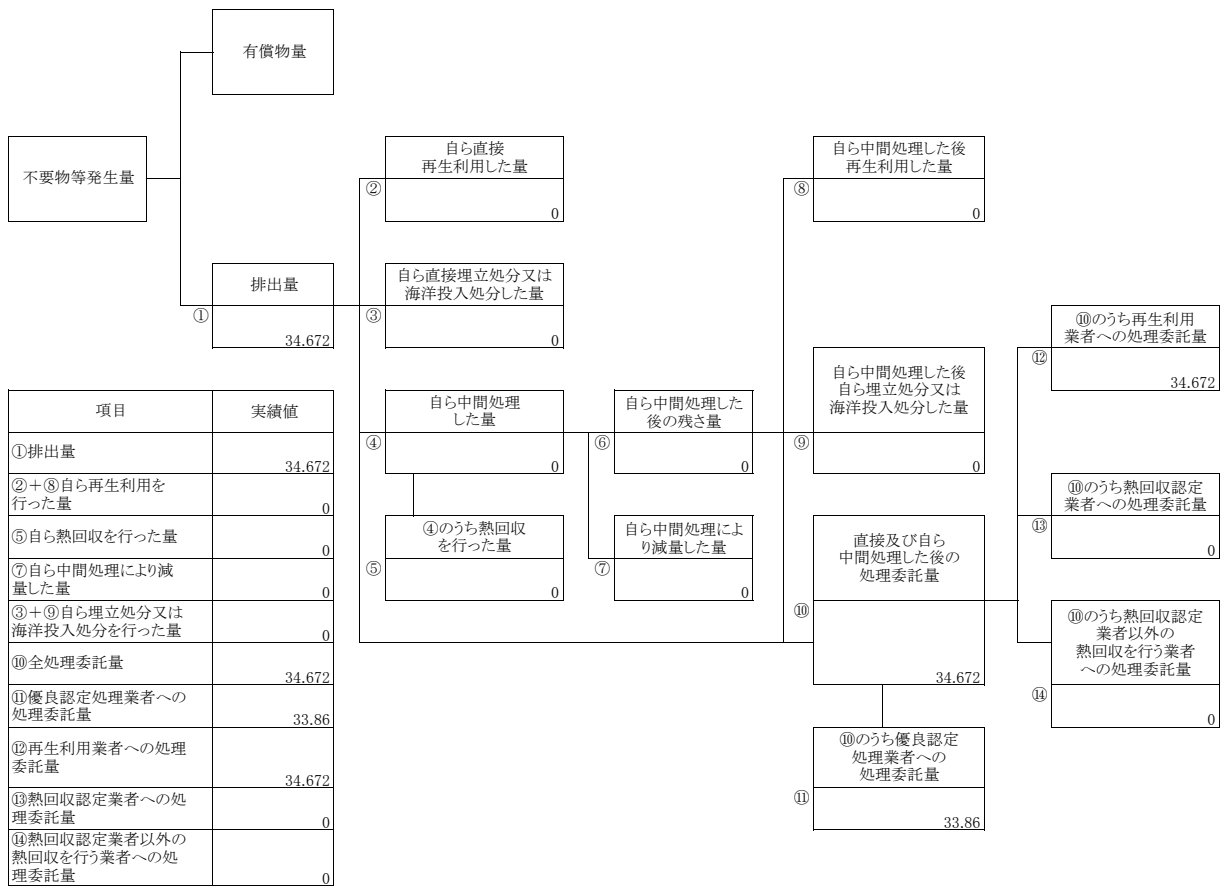 有償物量
不要物等発生量
自ら直接
再生利用した量
②
0
自ら中間処理した後
再生利用した量
⑧
0
排出量
①
34.672
自ら直接埋立処分又は
海洋投入処分した量
③
0
⑩のうち再生利用
業者への処理委託量
⑫
34.672
自ら中間処理
した量
④
0
自ら中間処理した
後の残さ量
⑥
0
自ら中間処理した後
自ら埋立処分又は
海洋投入処分した量
⑨
0
④のうち熱回収
を行った量
⑤
0
自ら中間処理によ
り減量した量
⑦
0
直接及び自ら
中間処理した後の
処理委託量
⑩
34.672
⑩のうち熱回収認定
業者への処理委託量
⑬
0
⑩のうち熱回収認定
業者以外の
熱回収を行う業者
への処理委託量
⑭
0
⑩のうち優良認定
処理業者への
処理委託量
⑪
33.86
項目 実績値
①排出量
34.672
②+⑧自ら再生利用を
行った量
0
⑤自ら熱回収を行った量
0
⑦自ら中間処理により減
量した量
0
③+⑨自ら埋立処分又は
海洋投入処分を行った量
0
⑩全処理委託量
34.672
⑪優良認定処理業者への
処理委託量
33.86
⑫再生利用業者への処理
委託量
34.672
⑬熱回収認定業者への処
理委託量
0
⑭熱回収認定業者以外の
熱回収を行う業者への処
理委託量
0